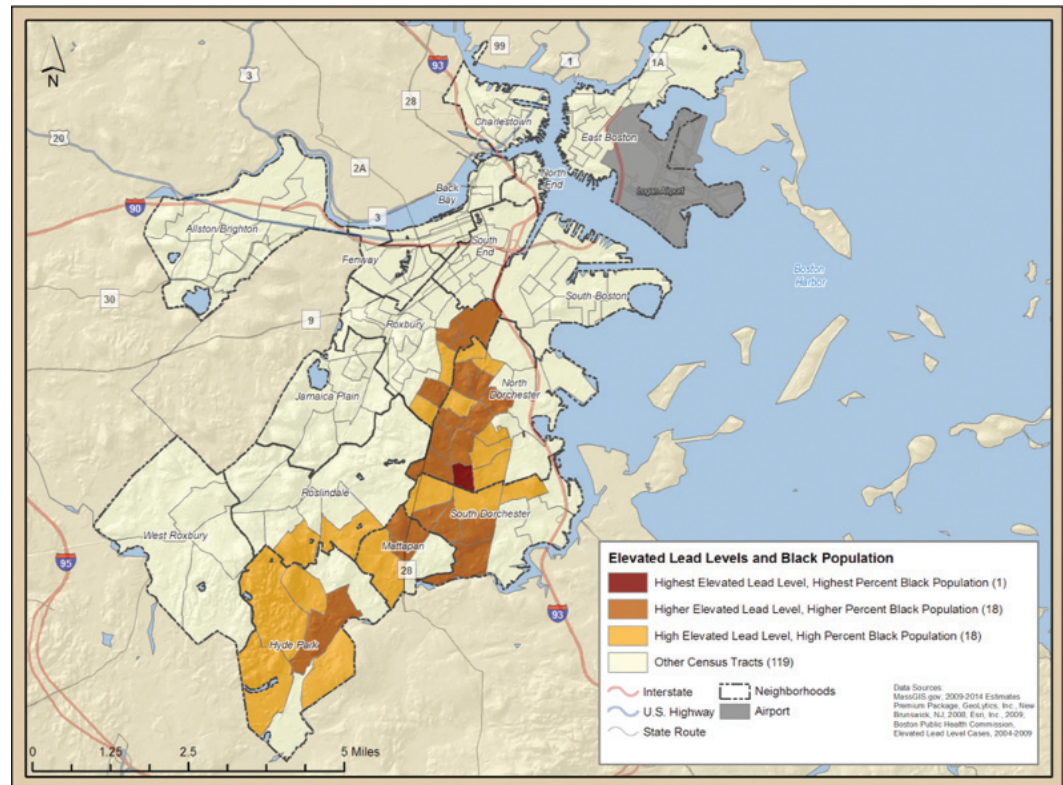 99
1
1A
93
3
28
N
Charlestown
20
East Boston
2A
North
End
Logan Airport
Back
Bay
90
3
Allston/Brighton
South
End
Fenway
Boston
Harbor
30
South Boston
9
Roxbury
North
Dorchester
Jamaica Plain
Roslindale
South Dorchester
West Roxbury
Mattapan
95
28
93
Hyde Park
Elevated Lead Levels and Black Population
Highest Elevated Lead Level, Highest Percent Black Population (1)
Higher Elevated Lead Level, Higher Percent Black Population (18)
High Elevated Lead Level, High Percent Black Population (18)
Other Census Tracts (119)
Interstate
Neighborhoods
U.S. Highway
Airport
State Route
Data Sources:
MassGIS.gov, 2009-2014 Estimates
Premium Package, GeoLytics, Inc., New
Brunswick, NJ, 2008, Esri, Inc., 2009,
Boston Public Health Commission,
Elevated Lead Level Cases, 2004-2009
0 1.25 2.5 5 Miles